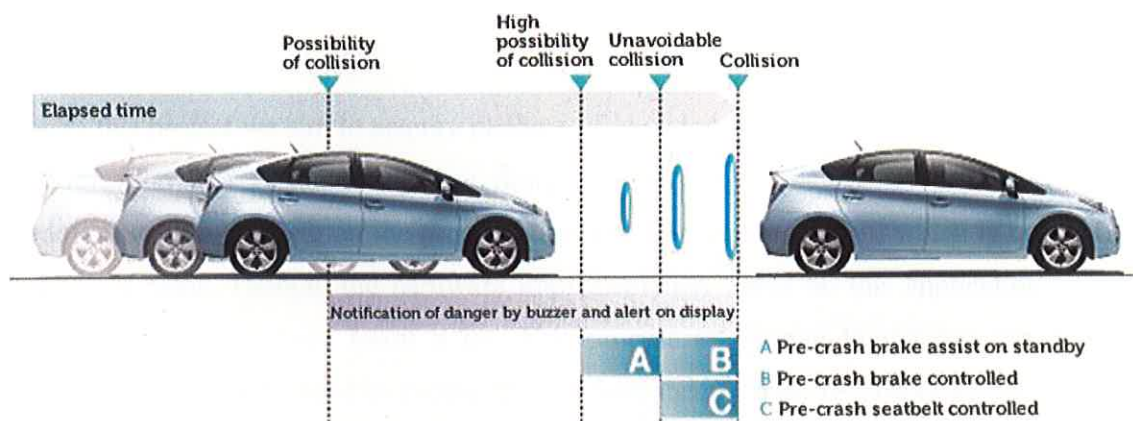 Possibility
of collision
High
possibility
of collision
Unavoidable
collision
Collision
Elapsed time
Notification of danger by buzzer and alert on display
A
B
C
A Pre-crash brake assist on standby
B Pre-crash brake controlled
C Pre-crash seatbelt controlled